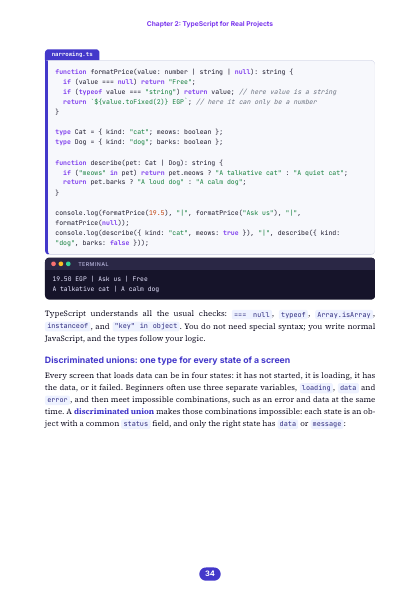 Chapter 2: TypeScript for Real Projects
narrowing.ts
function formatPrice(value: number | string | null): string {
  if (value === null) return "Free";
  if (typeof value === "string") return value; // here value is a string
  return `${value.toFixed(2)} EGP`; // here it can only be a number
}
type Cat = { kind: "cat"; meows: boolean };
type Dog = { kind: "dog"; barks: boolean };
function describe(pet: Cat | Dog): string {
  if ("meows" in pet) return pet.meows ? "A talkative cat" : "A quiet cat";
  return pet.barks ? "A loud dog" : "A calm dog";
}
console.log(formatPrice(19.5), "|", formatPrice("Ask us"), "|",
formatPrice(null));
console.log(describe({ kind: "cat", meows: true }), "|", describe({ kind:
"dog", barks: false }));
TERMINAL
19.50 EGP | Ask us | Free
A talkative cat | A calm dog
TypeScript understands all the usual checks: === null, typeof, Array.isArray,
instanceof, and "key" in object. You do not need special syntax; you write normal
JavaScript, and the types follow your logic.
Discriminated unions: one type for every state of a screen
Every screen that loads data can be in four states: it has not started, it is loading, it has
the data, or it failed. Beginners often use three separate variables, loading, data and
error, and then meet impossible combinations, such as an error and data at the same
time. A discriminated union makes those combinations impossible: each state is an ob-
ject with a common status field, and only the right state has data or message:
34